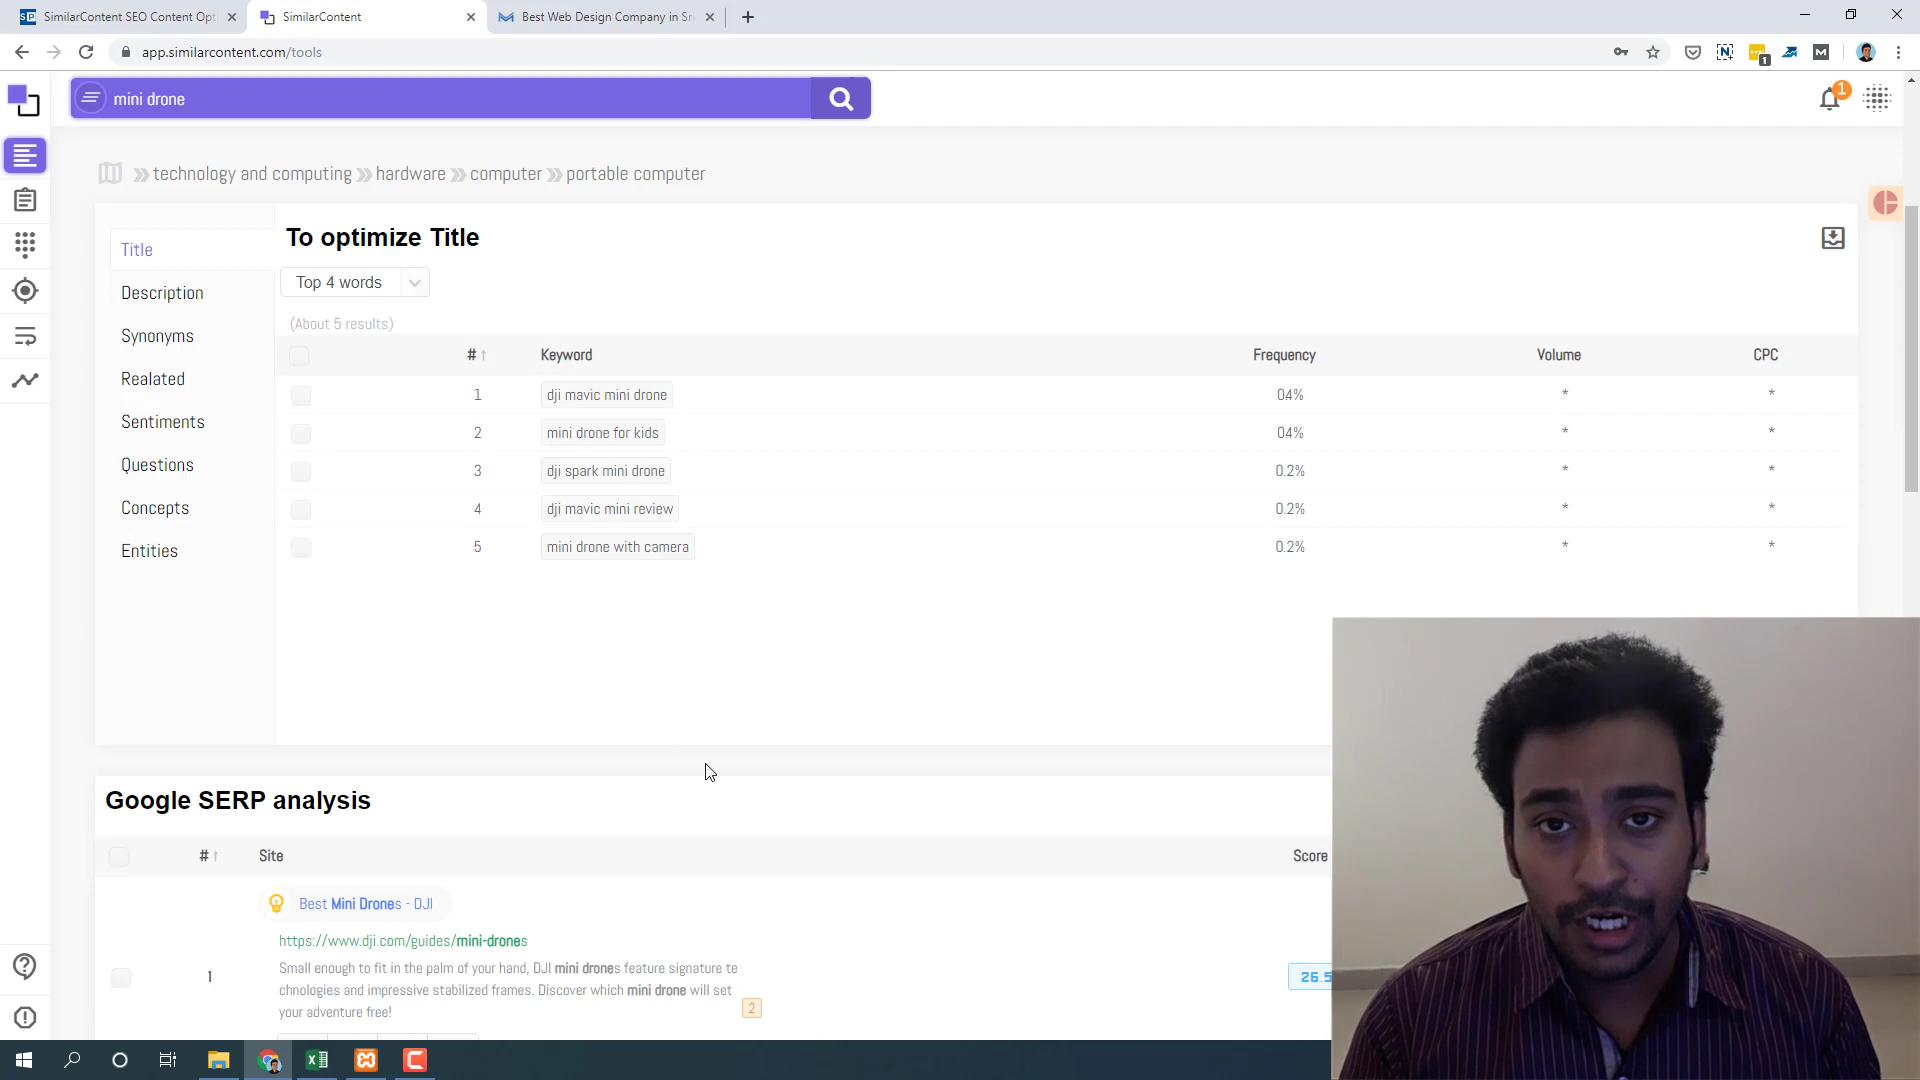 SimilarContent SEO Content Opt
SimilarContent
Best Web Design Company in Sri
app.similarcontent.com/tools
1
mini drone
1
technology and computing hardware computer portable computer
Title
Description
Synonyms
Realated
Sentiments
Questions
Concepts
Entities
To optimize Title
Top 4 words
(About 5 results)
# Keyword Frequency Volume CPC
1 dji mavic mini drone 04% * *
2 mini drone for kids 04% * *
3 dji spark mini drone 0.2% * *
4 dji mavic mini review 0.2% * *
5 mini drone with camera 0.2% * *
Google SERP analysis
# Site Score
Best Mini Drones - DJI
https://www.dji.com/guides/mini-drones
1 Small enough to fit in the palm of your hand, DJI mini drones feature signature te
chnologies and impressive stabilized frames. Discover which mini drone will set
your adventure free!
2
26.5